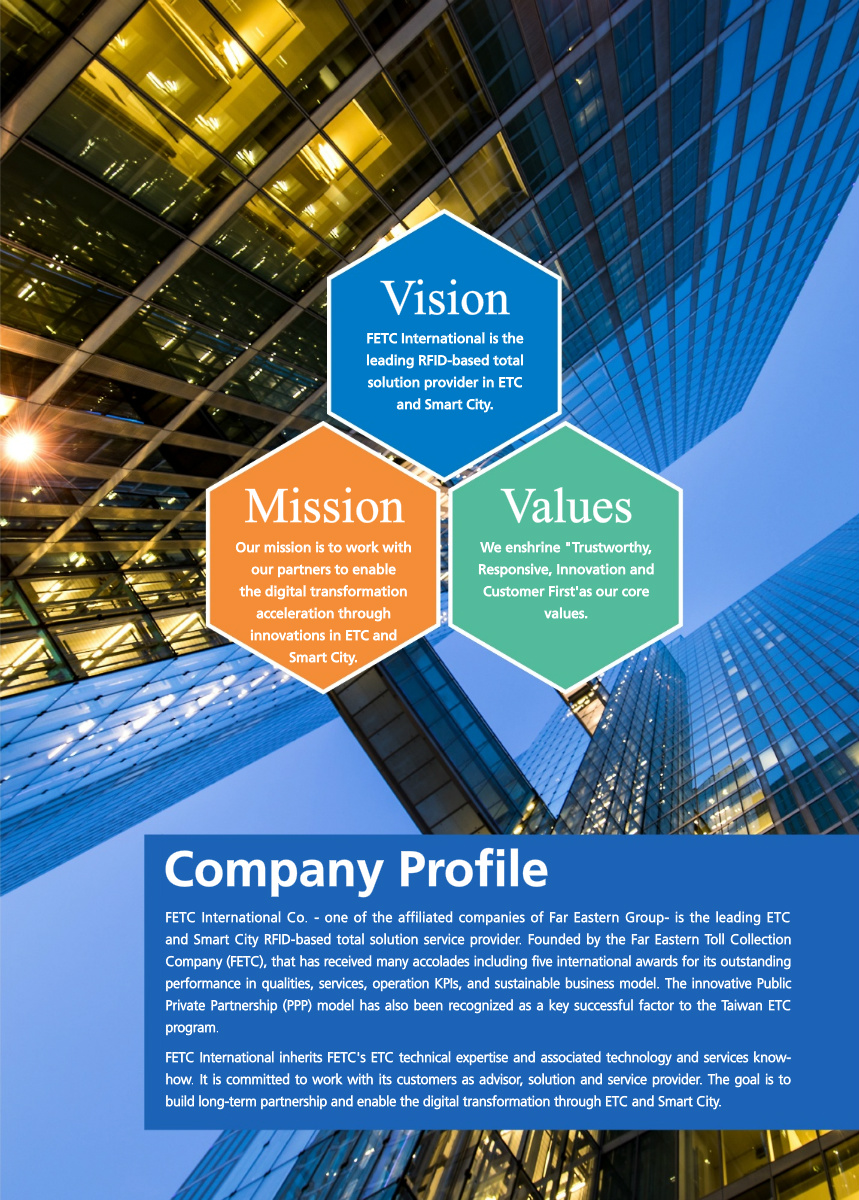 Vision
FETC International is the
leading RFID-based total
solution provider in ETC
and Smart City.
Mission
Our mission is to work with
our partners to enable
the digital transformation
acceleration through
innovations in ETC and
Smart City.
Values
We enshrine "Trustworthy,
Responsive, Innovation and
Customer First'as our core
values.
Company Profile
FETC International Co. - one of the affiliated companies of Far Eastern Group- is the leading ETC
and Smart City RFID-based total solution service provider. Founded by the Far Eastern Toll Collection
Company (FETC), that has received many accolades including five international awards for its outstanding
performance in qualities, services, operation KPIs, and sustainable business model. The innovative Public
Private Partnership (PPP) model has also been recognized as a key successful factor to the Taiwan ETC
program.
FETC International inherits FETC's ETC technical expertise and associated technology and services know-
how. It is committed to work with its customers as advisor, solution and service provider. The goal is to
build long-term partnership and enable the digital transformation through ETC and Smart City.